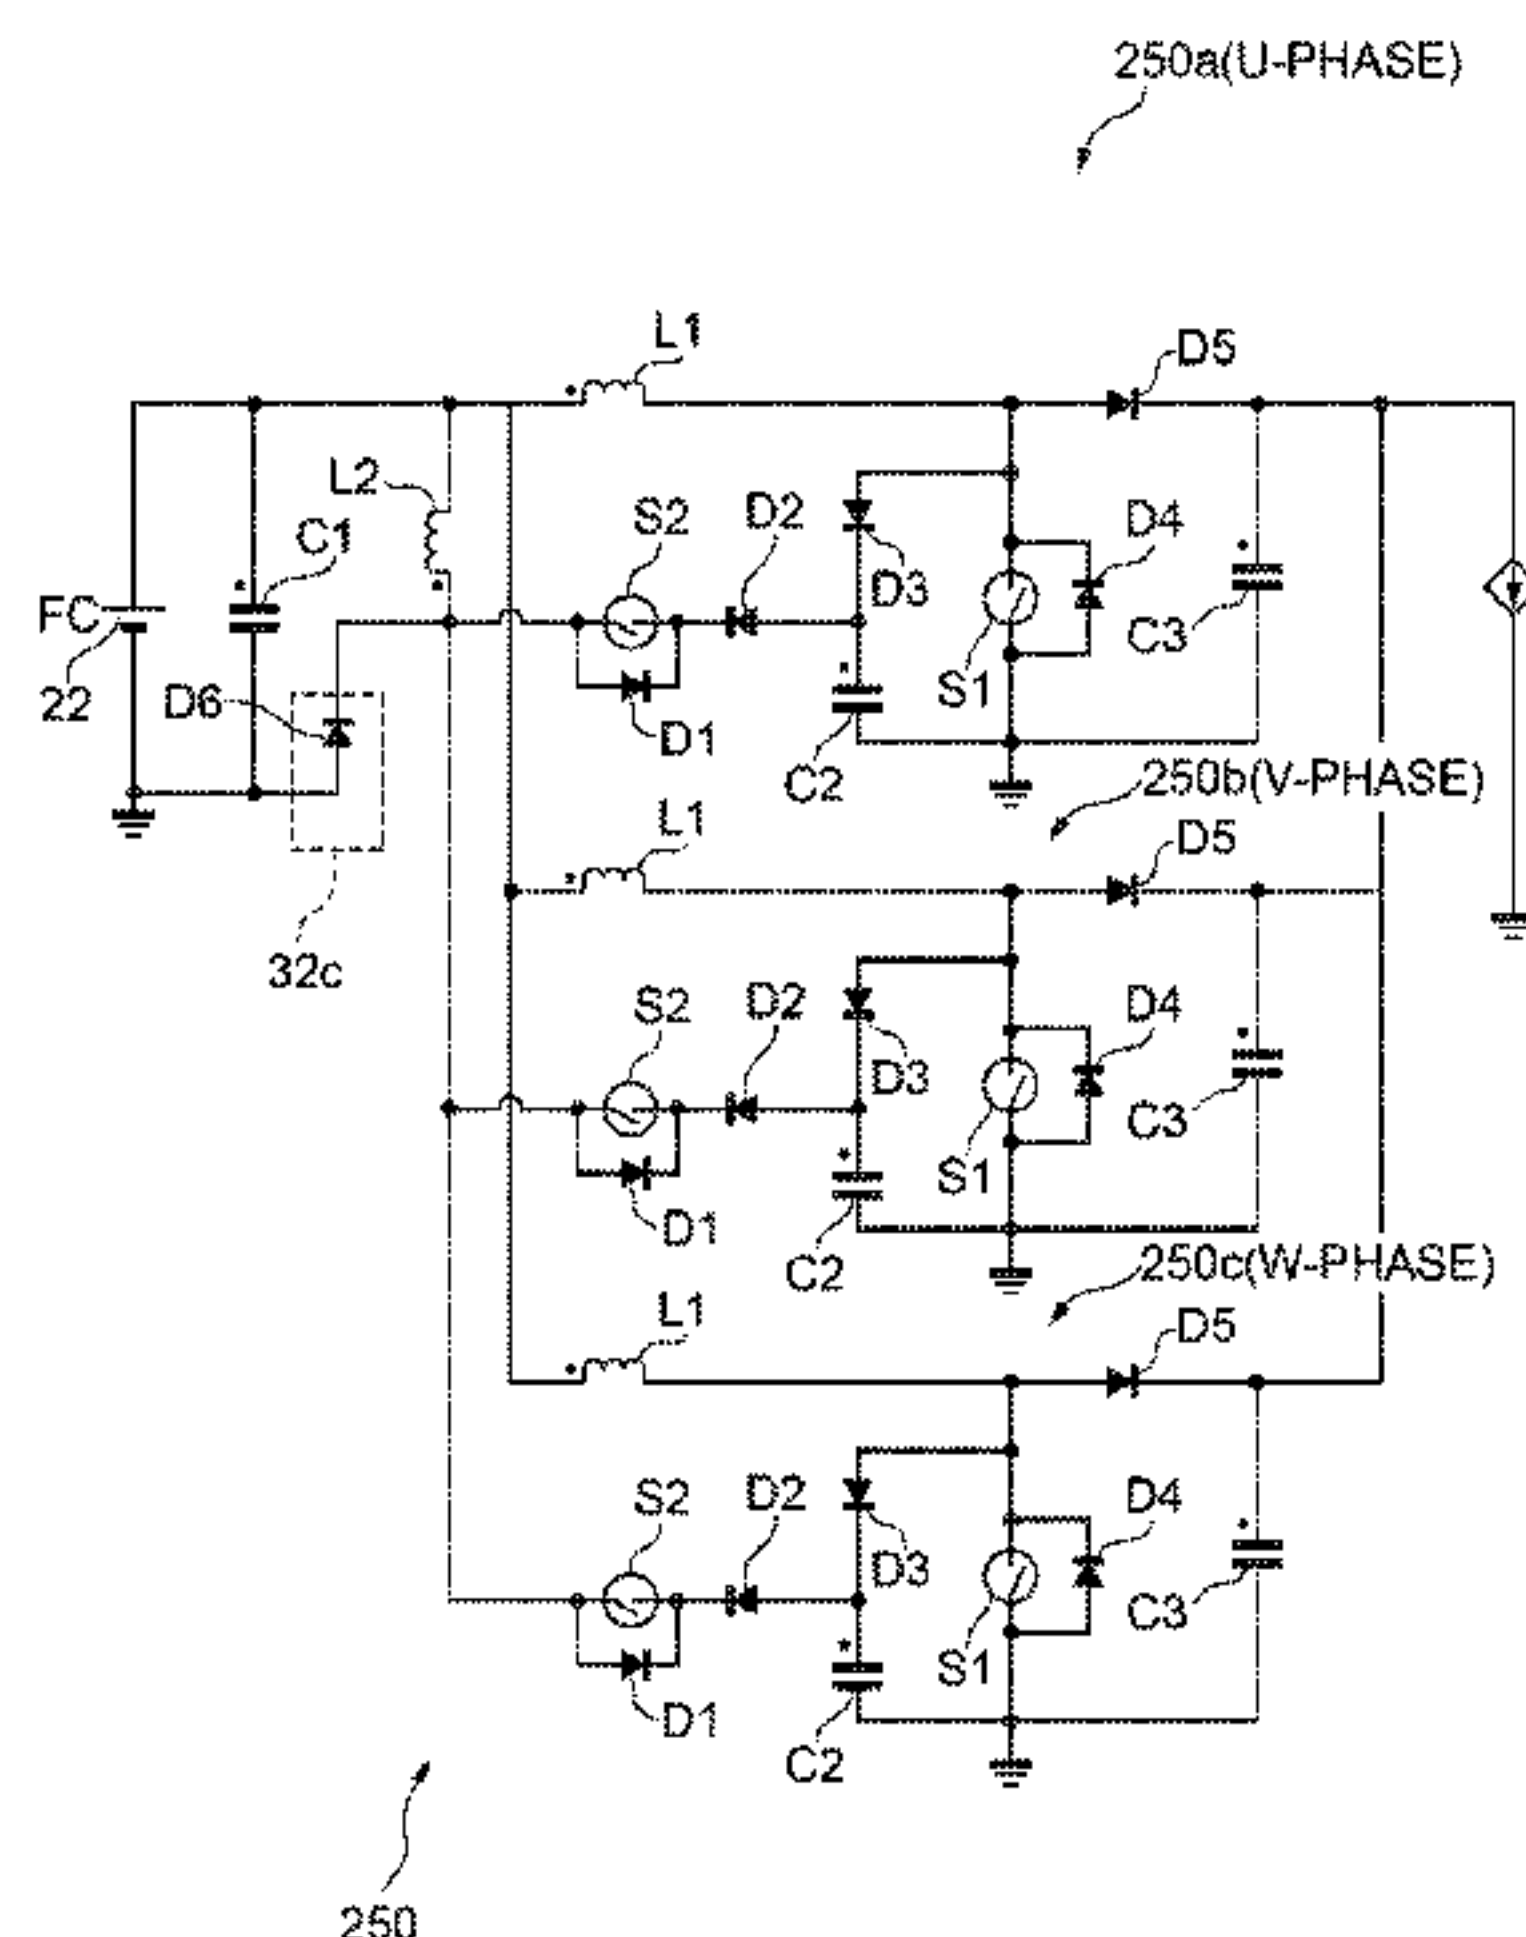 250a(U-PHASE)
L1
D5
L2
C1
S2
D2
D3
D4
FC
22
D6
D1
C2
S1
C3
250b(V-PHASE)
L1
D5
32c
S2
D2
D3
D4
D1
C2
S1
C3
250c(W-PHASE)
L1
D5
S2
D2
D3
D4
D1
C2
S1
C3
250